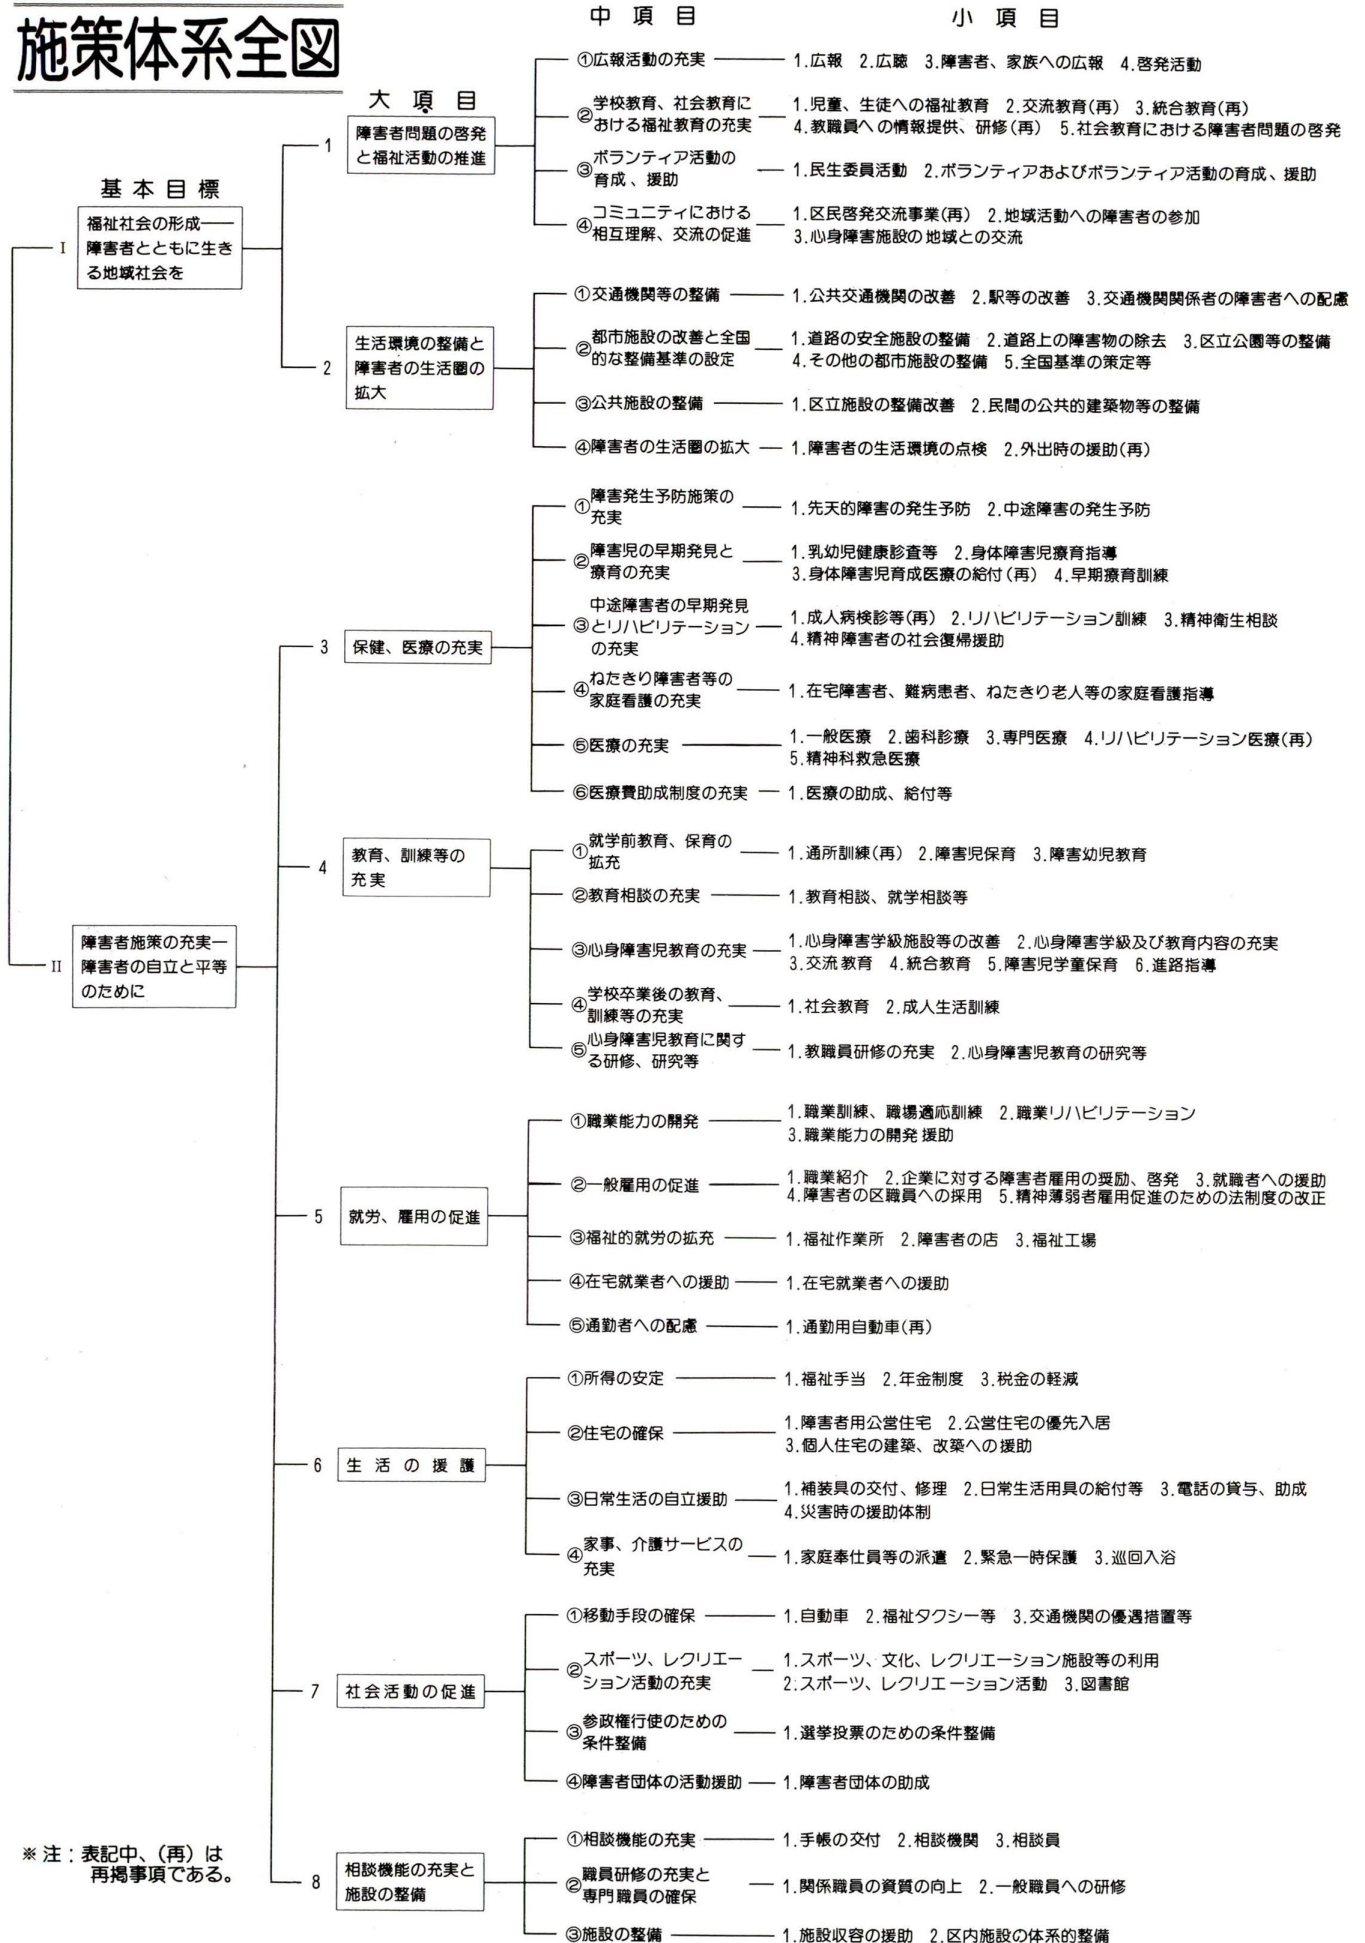 施策体系全図
中項目
小項目
大項目
基本目標
I
福祉社会の形成――
障害者とともに生き
る地域社会を
1
障害者問題の啓発
と福祉活動の推進
①広報活動の充実
1.広報 2.広聴 3.障害者、家族への広報 4.啓発活動
②学校教育、社会教育に
おける福祉教育の充実
1.児童、生徒への福祉教育 2.交流教育(再) 3.統合教育(再)
4.教職員への情報提供、研修(再) 5.社会教育における障害者問題の啓発
③ボランティア活動の
育成、援助
1.民生委員活動 2.ボランティアおよびボランティア活動の育成、援助
④コミュニティにおける
相互理解、交流の促進
1.区民啓発交流事業(再) 2.地域活動への障害者の参加
3.心身障害施設の地域との交流
2
生活環境の整備と
障害者の生活圏の
拡大
①交通機関等の整備
1.公共交通機関の改善 2.駅等の改善 3.交通機関関係者の障害者への配慮
②都市施設の改善と全国
的な整備基準の設定
1.道路の安全施設の整備 2.道路上の障害物の除去 3.区立公園等の整備
4.その他の都市施設の整備 5.全国基準の策定等
③公共施設の整備
1.区立施設の整備改善 2.民間の公共的建築物等の整備
④障害者の生活圏の拡大
1.障害者の生活環境の点検 2.外出時の援助(再)
II
障害者施策の充実―
障害者の自立と平等
のために
3
保健、医療の充実
①障害発生予防施策の
充実
1.先天的障害の発生予防 2.中途障害の発生予防
②障害児の早期発見と
療育の充実
1.乳幼児健康診査等 2.身体障害児療育指導
3.身体障害児育成医療の給付(再) 4.早期療育訓練
③中途障害者の早期発見
とリハビリテーション
の充実
1.成人病検診等(再) 2.リハビリテーション訓練 3.精神衛生相談
4.精神障害者の社会復帰援助
④ねたきり障害者等の
家庭看護の充実
1.在宅障害者、難病患者、ねたきり老人等の家庭看護指導
⑤医療の充実
1.一般医療 2.歯科診療 3.専門医療 4.リハビリテーション医療(再)
5.精神科救急医療
⑥医療費助成制度の充実
1.医療の助成、給付等
4
教育、訓練等の
充実
①就学前教育、保育の
拡充
1.通所訓練(再) 2.障害児保育 3.障害幼児教育
②教育相談の充実
1.教育相談、就学相談等
③心身障害児教育の充実
1.心身障害学級施設等の改善 2.心身障害学級及び教育内容の充実
3.交流教育 4.統合教育 5.障害児学童保育 6.進路指導
④学校卒業後の教育、
訓練等の充実
1.社会教育 2.成人生活訓練
⑤心身障害児教育に関す
る研修、研究等
1.教職員研修の充実 2.心身障害児教育の研究等
5
就労、雇用の促進
①職業能力の開発
1.職業訓練、職場適応訓練 2.職業リハビリテーション
3.職業能力の開発援助
②一般雇用の促進
1.職業紹介 2.企業に対する障害者雇用の奨励、啓発 3.就職者への援助
4.障害者の区職員への採用 5.精神薄弱者雇用促進のための法制度の改正
③福祉的就労の拡充
1.福祉作業所 2.障害者の店 3.福祉工場
④在宅就業者への援助
1.在宅就業者への援助
⑤通勤者への配慮
1.通勤用自動車(再)
6
生活の援護
①所得の安定
1.福祉手当 2.年金制度 3.税金の軽減
②住宅の確保
1.障害者用公営住宅 2.公営住宅の優先入居
3.個人住宅の建築、改築への援助
③日常生活の自立援助
1.補装具の交付、修理 2.日常生活用具の給付等 3.電話の貸与、助成
4.災害時の援助体制
④家事、介護サービスの
充実
1.家庭奉仕員等の派遣 2.緊急一時保護 3.巡回入浴
7
社会活動の促進
①移動手段の確保
1.自動車 2.福祉タクシー等 3.交通機関の優遇措置等
②スポーツ、レクリエー
ション活動の充実
1.スポーツ、文化、レクリエーション施設等の利用
2.スポーツ、レクリエーション活動 3.図書館
③参政権行使のための
条件整備
1.選挙投票のための条件整備
④障害者団体の活動援助
1.障害者団体の助成
8
相談機能の充実と
施設の整備
①相談機能の充実
1.手帳の交付 2.相談機関 3.相談員
②職員研修の充実と
専門職員の確保
1.関係職員の資質の向上 2.一般職員への研修
③施設の整備
1.施設収容の援助 2.区内施設の体系的整備
※注：表記中、(再)は
再掲事項である。